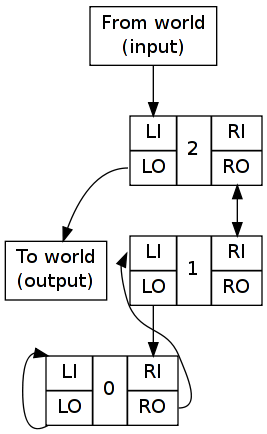 From world
(input)
LI
2
RI
LO
RO
To world
(output)
LI
1
RI
LO
RO
LI
0
RI
LO
RO